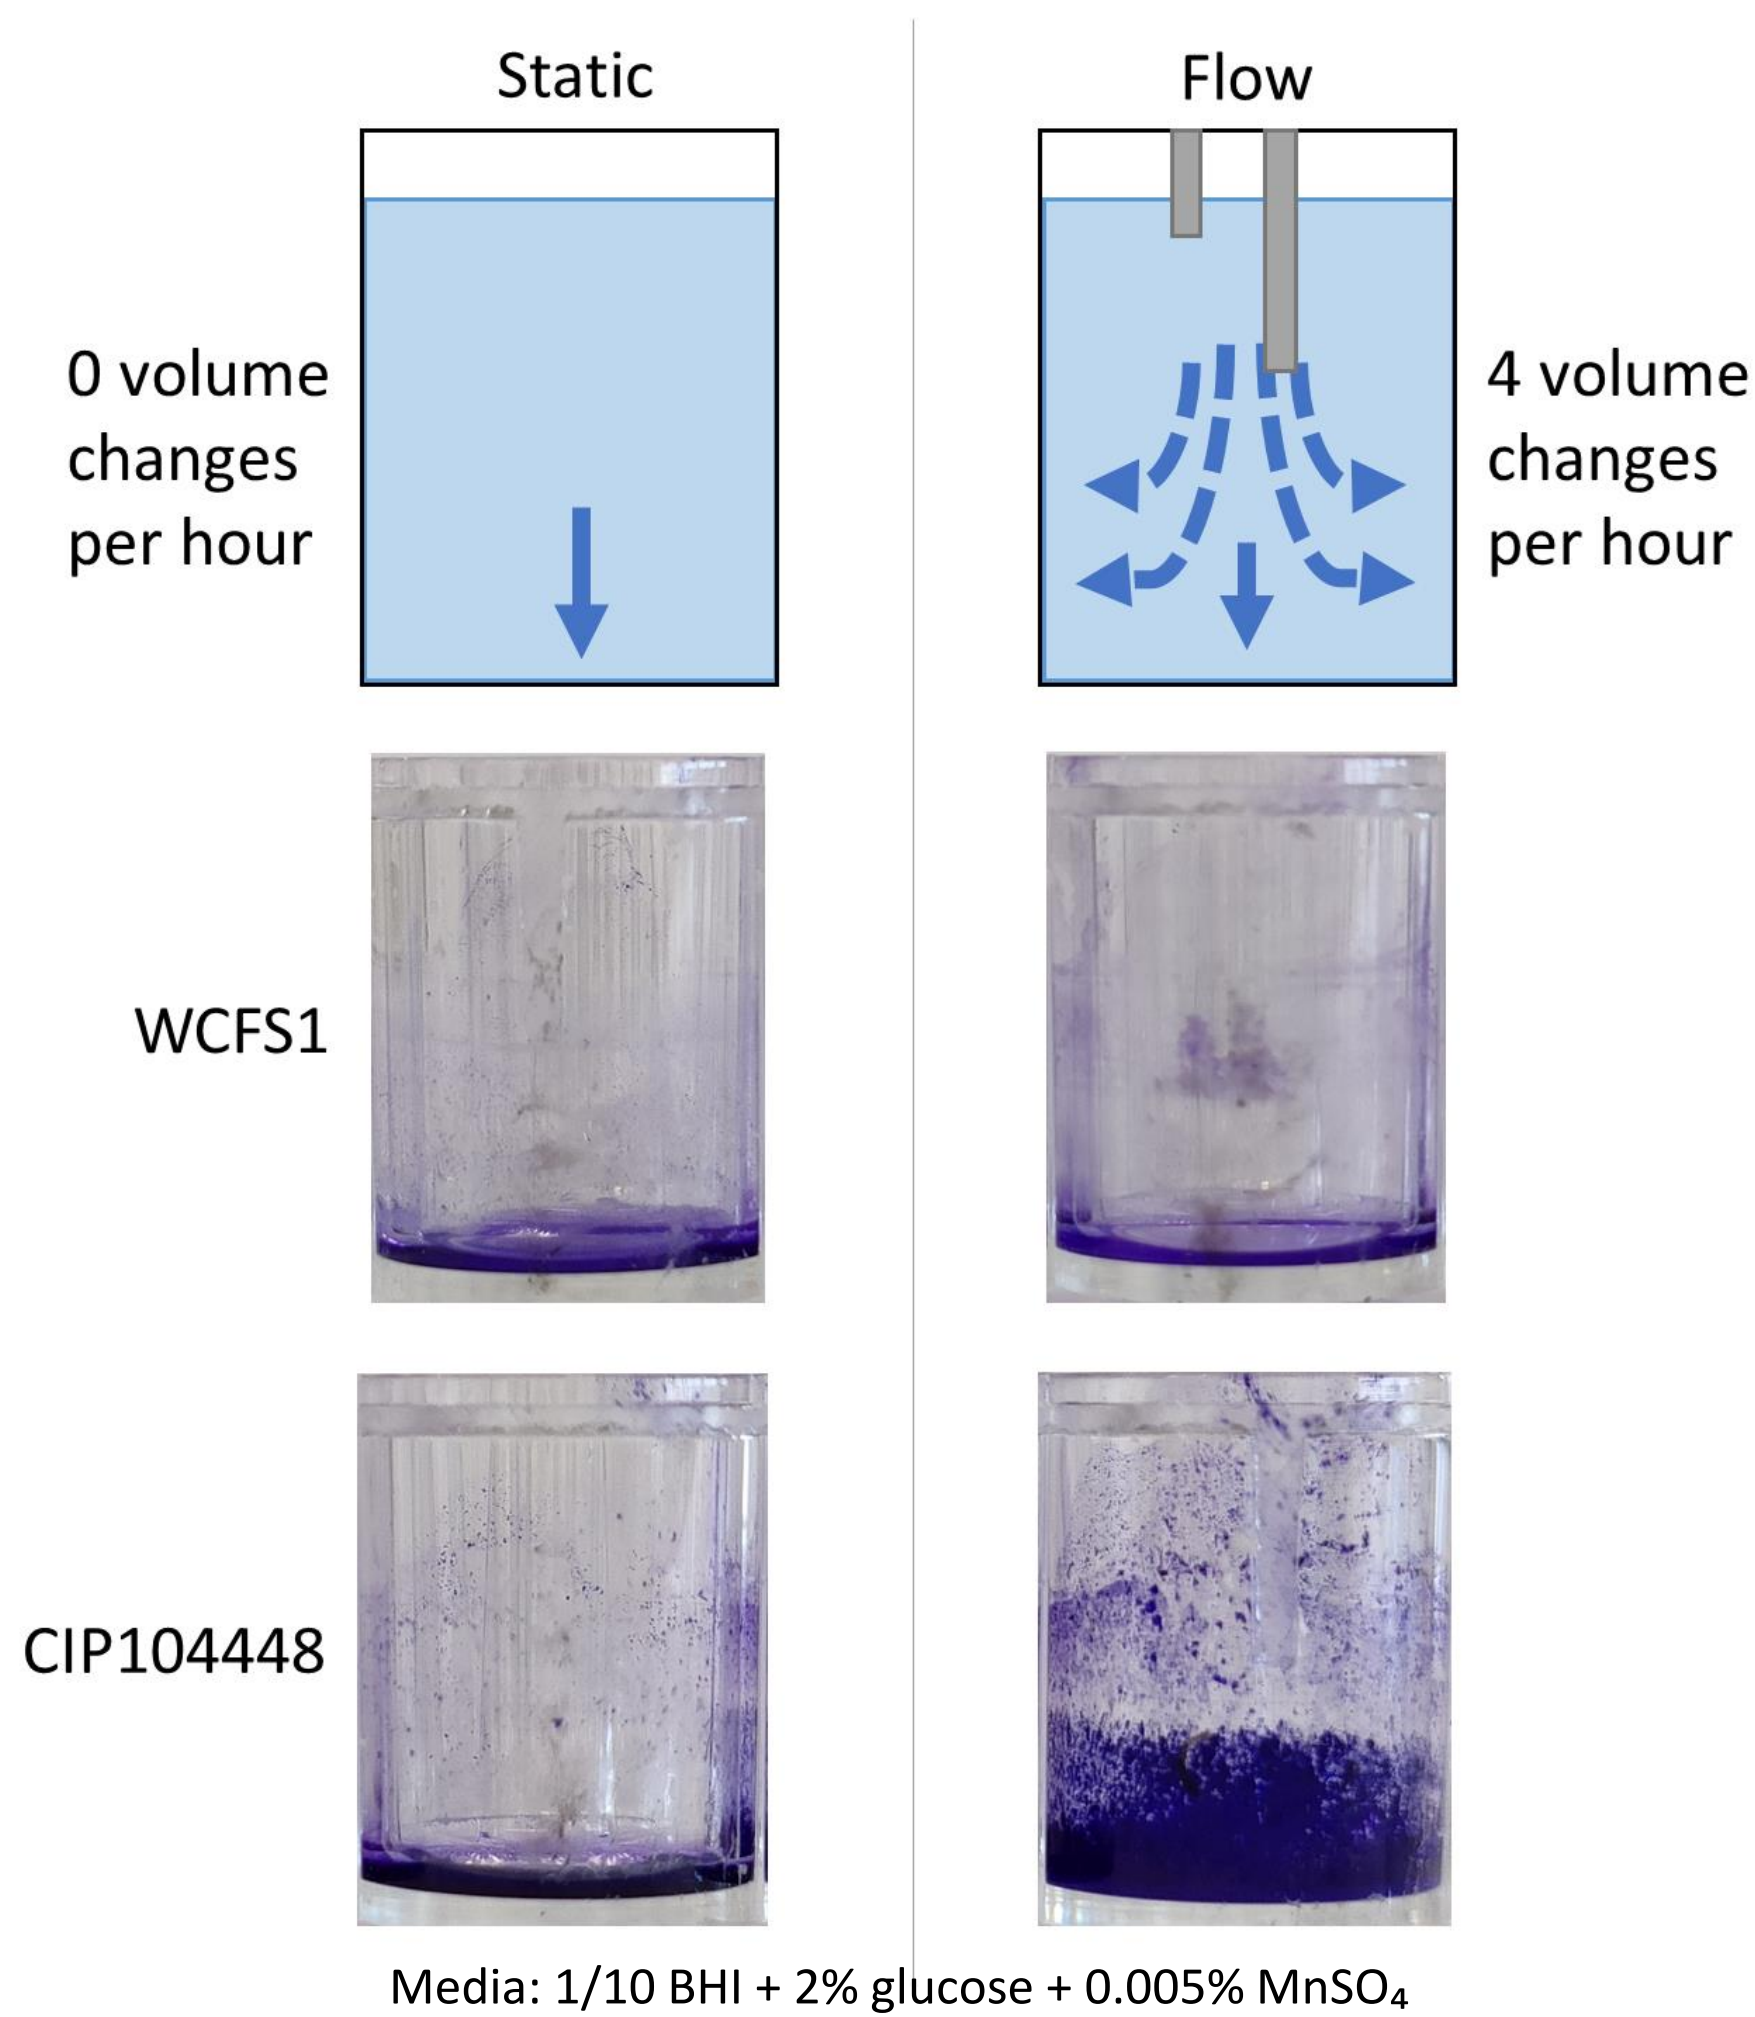 Static
Flow
0 volume
changes
per hour
4 volume
changes
per hour
WCFS1
CIP104448
Media: 1/10 BHI + 2% glucose + 0.005% MnSO₄